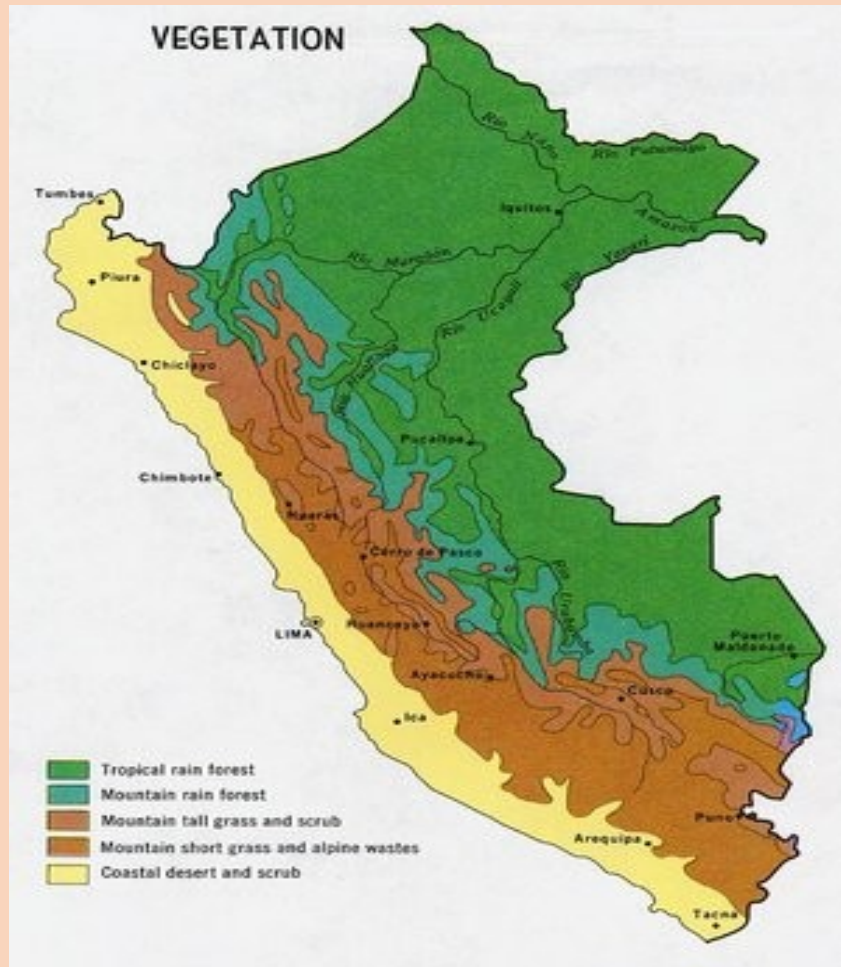 VEGETATION
Río Napo
Río Putumayo
Tumbes
Iquitos
Amazon
Río Yavarí
Río Marañón
Piura
Río Ucayali
Chiclayo
Río Huallaga
Pucallpa
Chimbote
Huaraz
Cerro de Pasco
Río Urubamba
LIMA
Huancayo
Puerto
Maldonado
Ayacucho
Cusco
Ica
Tropical rain forest
Mountain rain forest
Mountain tall grass and scrub
Mountain short grass and alpine wastes
Coastal desert and scrub
Puno
Arequipa
Tacna